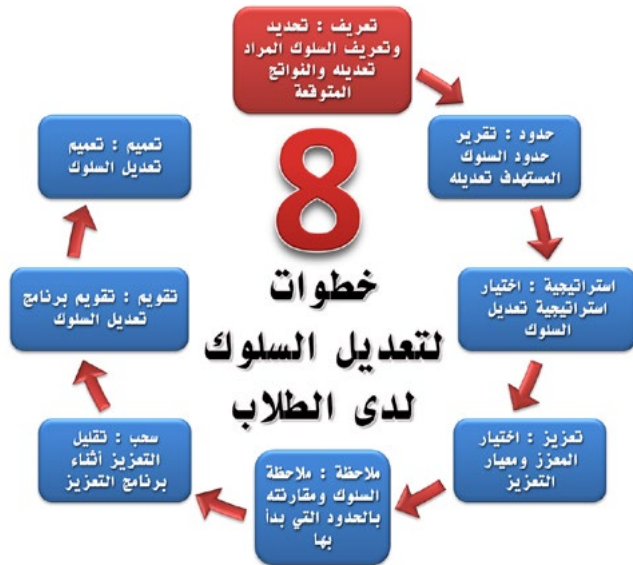 تعريف : تحديد
وتعريف السلوك المراد
تعديله والنواتج
المتوقعة
حدود : تقرير
حدود السلوك
المستهدف تعديله
استراتيجية : اختيار
استراتيجية تعديل
السلوك
تعزيز : اختيار
المعزز ومعيار
التعزيز
ملاحظة : ملاحظة
السلوك ومقارنته
بالحدود التي بدأ
بها
سحب : تقليل
التعزيز أثناء
برنامج التعزيز
تقويم : تقويم برنامج
تعديل السلوك
تعميم : تعميم
تعديل السلوك
8
خطوات
لتعديل السلوك
لدى الطلاب